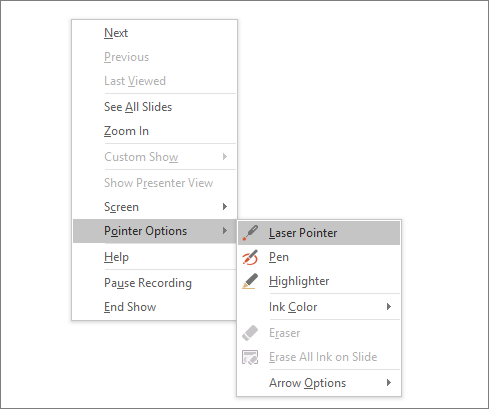 Next
Previous
Last Viewed
See All Slides
Zoom In
Custom Show
Show Presenter View
Screen
Pointer Options
Help
Pause Recording
End Show
Laser Pointer
Pen
Highlighter
Ink Color
Eraser
Erase All Ink on Slide
Arrow Options